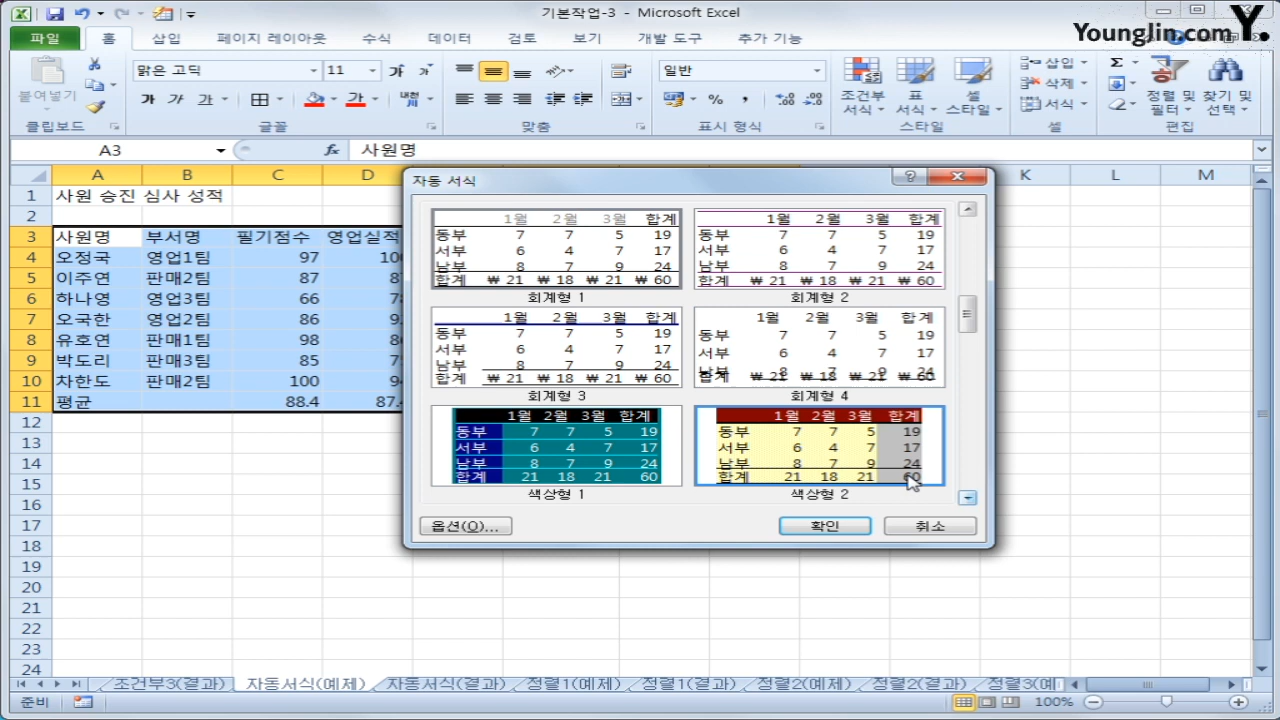 기본작업-3 - Microsoft Excel
Younglin.com Y.
파일 홈 삽입 페이지 레이아웃 수식 데이터 검토 보기 개발 도구 추가 기능
붙여넣기
맑은 고딕 11
가 가 가
일반
조건부 서식 표 서식 셀 스타일
삽입
삭제
서식
정렬 및 필터 찾기 및 선택
클립보드 글꼴 맞춤 표시 형식 스타일 셀 편집
A3 fx 사원명
A B C D K L M
1 사원 승진 심사 성적
2
3 사원명 부서명 필기점수 영업실적
4 오정국 영업1팀 97
5 이주연 판매2팀 87
6 하나영 영업3팀 66
7 오국한 영업2팀 86
8 유호연 판매1팀 98
9 박도리 판매3팀 85
10 차한도 판매2팀 100
11 평균 88.4
12
13
14
15
16
17
18
19
20
21
22
23
24
자동 서식
1월 2월 3월 합계
동부 7 7 5 19
서부 6 4 7 17
남부 8 7 9 24
합계 ₩ 21 ₩ 18 ₩ 21 ₩ 60
회계형 1
1월 2월 3월 합계
동부 7 7 5 19
서부 6 4 7 17
남부 8 7 9 24
합계 ₩ 21 ₩ 18 ₩ 21 ₩ 60
회계형 2
1월 2월 3월 합계
동부 7 7 5 19
서부 6 4 7 17
남부 8 7 9 24
합계 ₩ 21 ₩ 18 ₩ 21 ₩ 60
회계형 3
1월 2월 3월 합계
동부 7 7 5 19
서부 6 4 7 17
남부 8 7 9 24
합계 ₩ 21 ₩ 18 ₩ 21 ₩ 60
회계형 4
1월 2월 3월 합계
동부 7 7 5 19
서부 6 4 7 17
남부 8 7 9 24
합계 21 18 21 60
색상형 1
1월 2월 3월 합계
동부 7 7 5 19
서부 6 4 7 17
남부 8 7 9 24
합계 21 18 21 60
색상형 2
옵션(O)... 확인 취소
조건부3(결과) 자동서식(예제) 자동서식(결과) 정렬1(예제) 정렬1(결과) 정렬2(예제) 정렬2(결과)
준비 100%